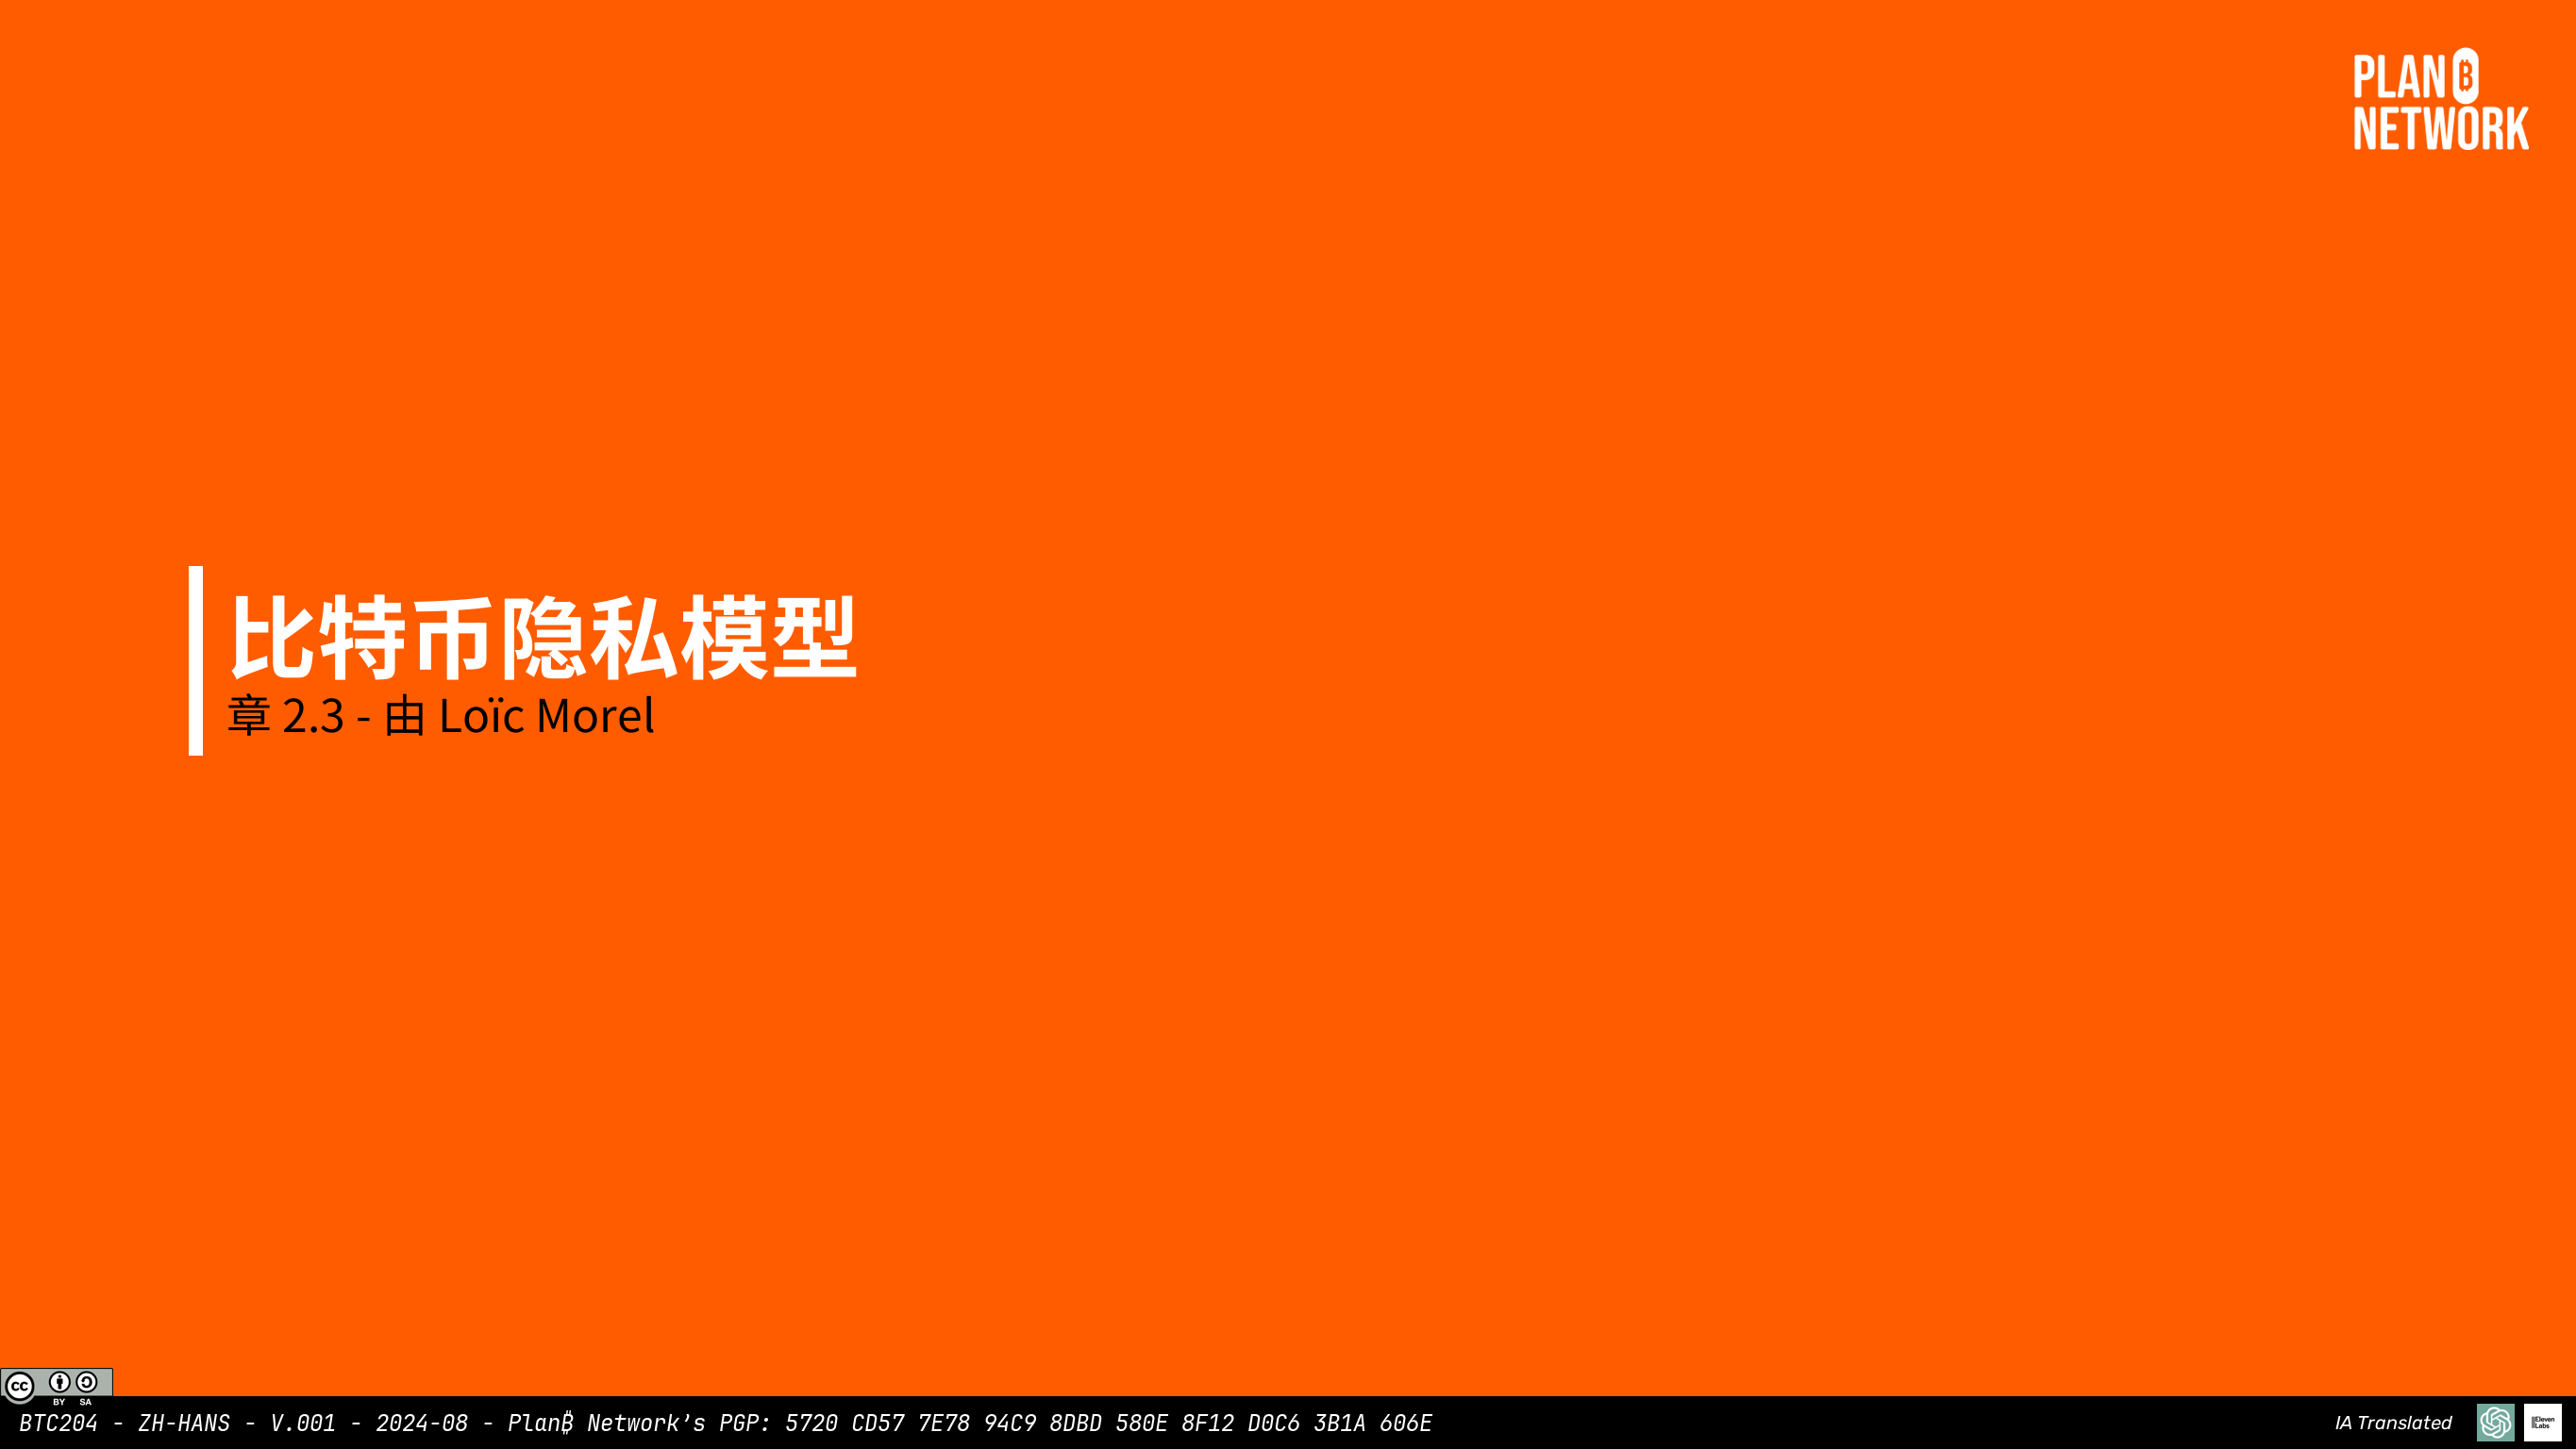 PLAN ₿
NETWORK
比特币隐私模型
章 2.3 - 由 Loïc Morel
cc
BY SA
BTC204 - ZH-HANS - V.001 - 2024-08 - Plan₿ Network’s PGP: 5720 CD57 7E78 94C9 8DBD 580E 8F12 D0C6 3B1A 606E
IA Translated
ElevenLabs